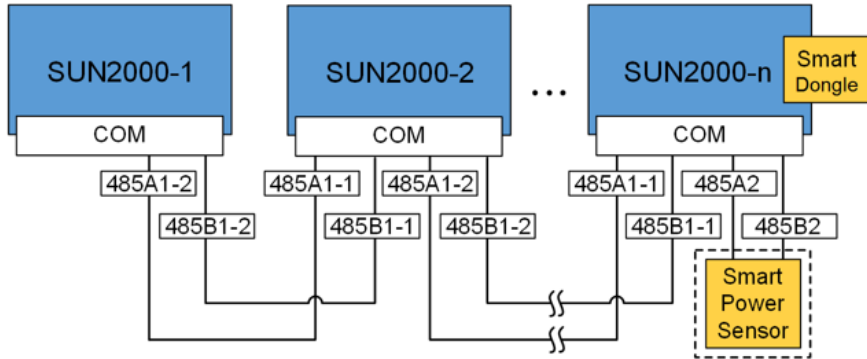 SUN2000-1
SUN2000-2
...
SUN2000-n
Smart
Dongle
COM
COM
COM
485A1-2
485A1-1
485A1-2
485A1-1
485A2
485B1-2
485B1-1
485B1-2
485B1-1
485B2
Smart
Power
Sensor